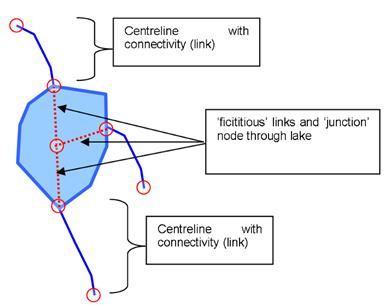 Centreline with
connectivity (link)
'ficititious' links and 'junction'
node through lake
Centreline with
connectivity (link)